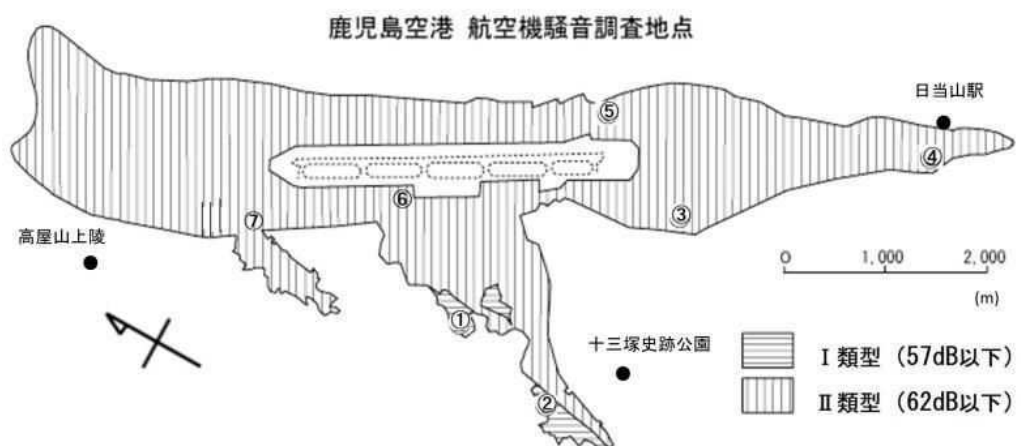 鹿児島空港 航空機騒音調査地点
日当山駅
⑤
④
⑥
③
⑦
高屋山上陵
0 1,000 2,000
(m)
①
十三塚史跡公園
Ⅰ類型 (57dB以下)
②
Ⅱ類型 (62dB以下)